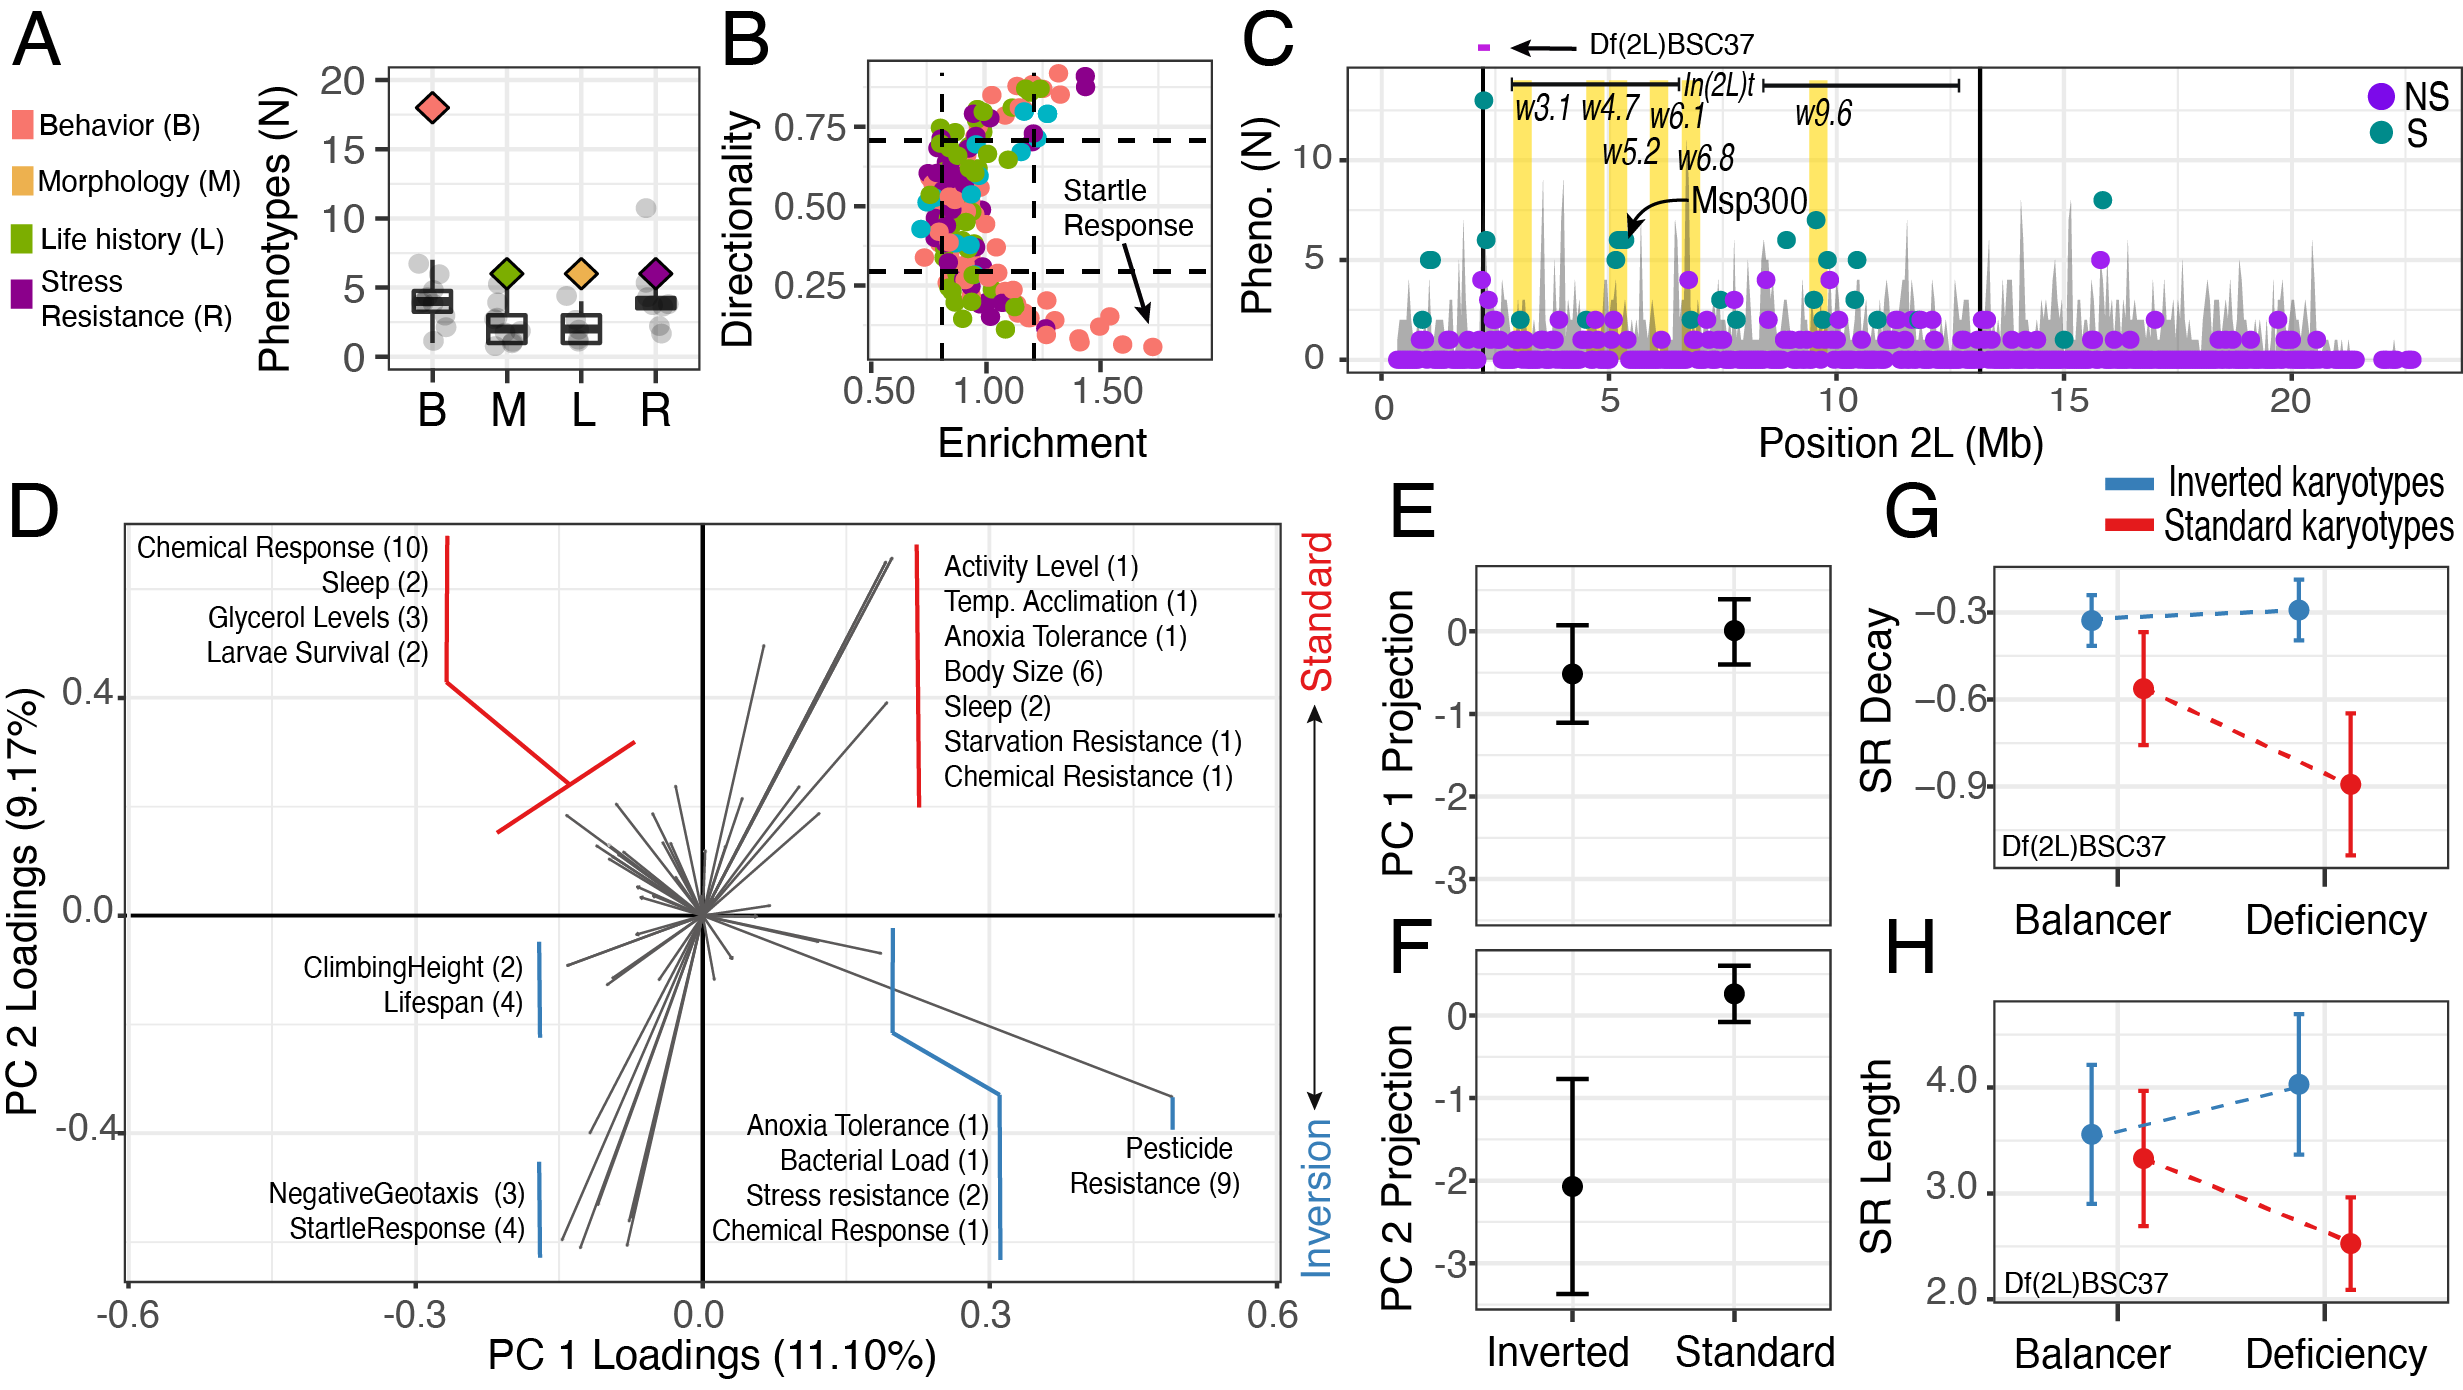 A
Behavior (B)
Morphology (M)
Life history (L)
Stress
Resistance (R)
Phenotypes (N)
20
15
10
5
0
B
M
L
R
B
Directionality
0.75
0.50
0.25
Startle
Response
0.50
1.00
1.50
Enrichment
C
Df(2L)BSC37
Pheno. (N)
10
5
0
In(2L)t
w3.1
w4.7
w6.1
w9.6
w5.2
w6.8
Msp300
NS
S
0
5
10
15
20
Position 2L (Mb)
D
PC 2 Loadings (9.17%)
0.4
0.0
-0.4
Chemical Response (10)
Sleep (2)
Glycerol Levels (3)
Larvae Survival (2)
Activity Level (1)
Temp. Acclimation (1)
Anoxia Tolerance (1)
Body Size (6)
Sleep (2)
Starvation Resistance (1)
Chemical Resistance (1)
ClimbingHeight (2)
Lifespan (4)
NegativeGeotaxis (3)
StartleResponse (4)
Anoxia Tolerance (1)
Bacterial Load (1)
Stress resistance (2)
Chemical Response (1)
Pesticide
Resistance (9)
-0.6
-0.3
0.0
0.3
0.6
PC 1 Loadings (11.10%)
Standard
Inversion
E
PC 1 Projection
0
-1
-2
-3
F
PC 2 Projection
0
-1
-2
-3
Inverted
Standard
Inverted karyotypes
Standard karyotypes
G
SR Decay
−0.3
−0.6
−0.9
Df(2L)BSC37
Balancer
Deficiency
H
SR Length
4.0
3.0
2.0
Df(2L)BSC37
Balancer
Deficiency